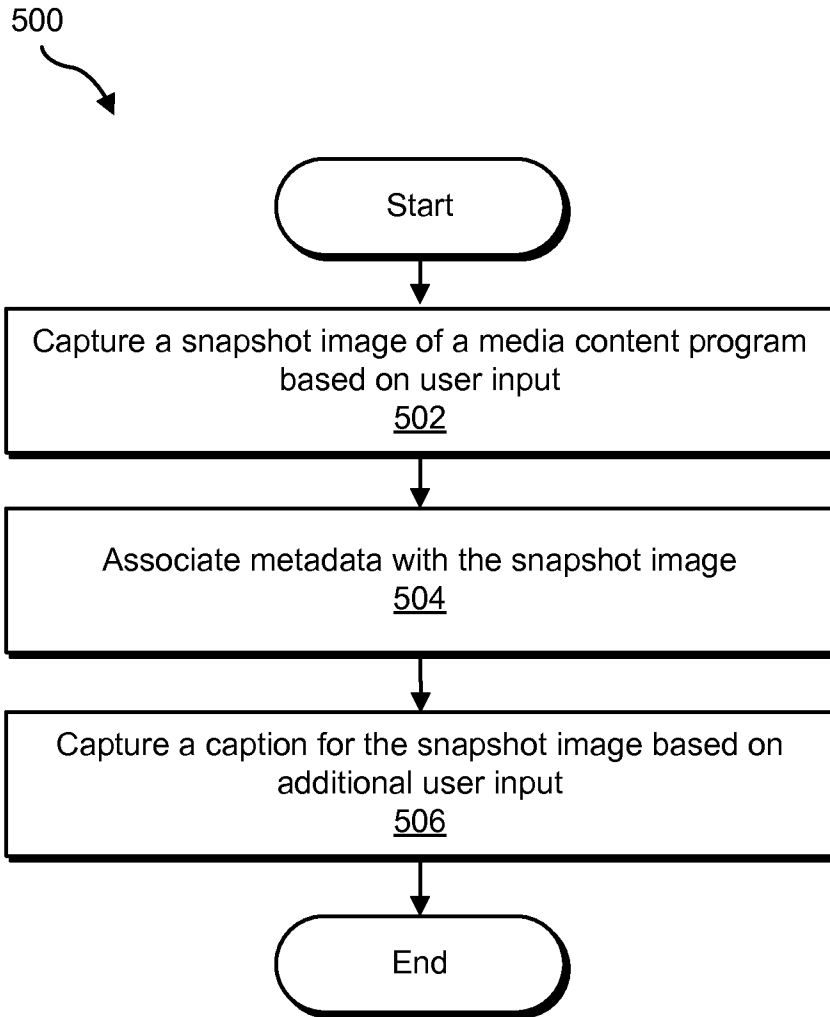 500
Start
Capture a snapshot image of a media content program
based on user input
502
Associate metadata with the snapshot image
504
Capture a caption for the snapshot image based on
additional user input
506
End